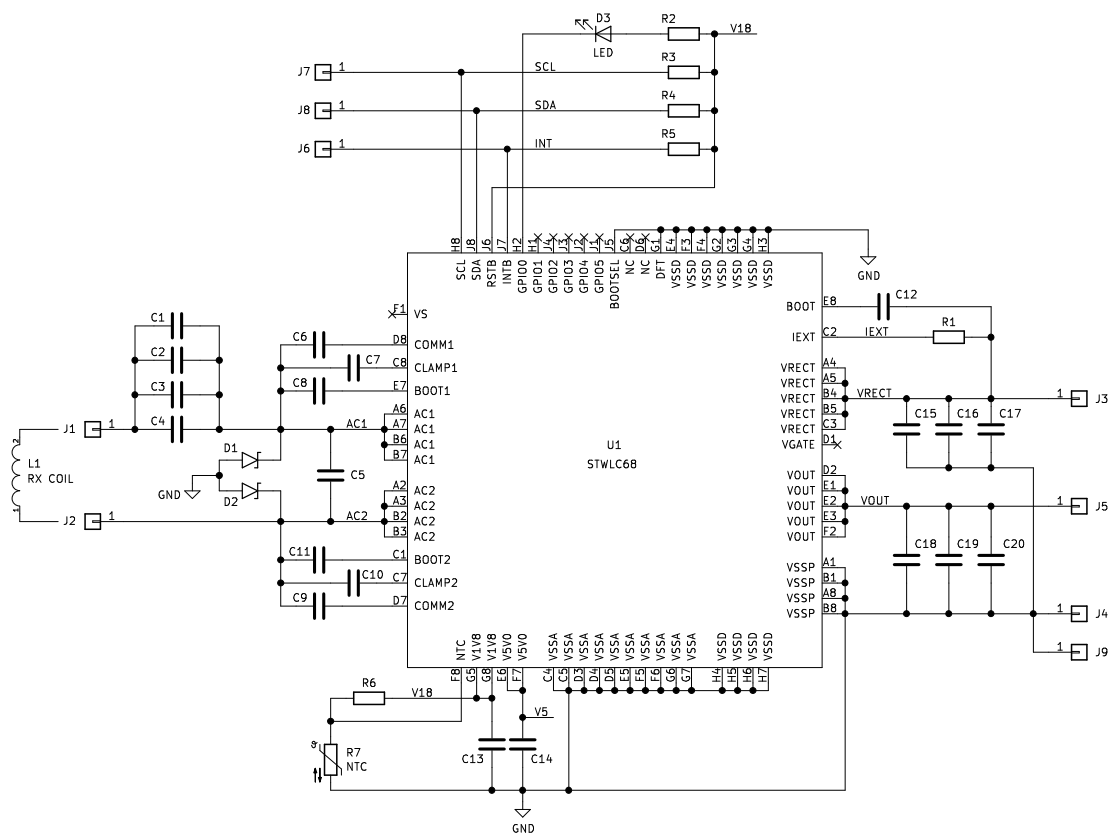 D3
R2
V18
LED
J7 1 SCL R3
J8 1 SDA R4
J6 1 INT R5
H8 J8 J6 J7 H2 H1 J4 J3 J2 J1 J5 C6 D6 G1 E4 F3 F4 G2 G3 G4 H3
SCL SDA RSTB INTB GPIO0 GPIO1 GPIO2 GPIO3 GPIO4 GPIO5 BOOTSEL NC NC DFT VSSD VSSD VSSD VSSD VSSD VSSD VSSD
GND
F1 VS
BOOT E8 C12
IEXT C2 IEXT R1
C1
C2
C3
C4
C6 D8 COMM1
C7 C8 CLAMP1
C8 E7 BOOT1
A6 AC1
J1 1 AC1 A7 AC1
B6 AC1
B7 AC1
D1
L1
RX COIL
2
1
GND
D2
C5
A2 AC2
A3 AC2
J2 1 AC2 B2 AC2
B3 AC2
C11 C1 BOOT2
C10 C7 CLAMP2
C9 D7 COMM2
U1
STWLC68
VRECT A4
VRECT A5
VRECT B4 VRECT 1 J3
VRECT B5
VRECT C3
VGATE D1
C15 C16 C17
VOUT D2
VOUT E1
VOUT E2 VOUT 1 J5
VOUT E3
VOUT F2
C18 C19 C20
VSSP A1
VSSP B1
VSSP A8
VSSP B8 1 J4
1 J9
NTC V1V8 V1V8 V5V0 V5V0 VSSA VSSA VSSA VSSA VSSA VSSA VSSA VSSA VSSA VSSA VSSD VSSD VSSD VSSD
F8 G5 G8 E6 F7 C4 C5 D3 D4 D5 E5 F5 F6 G6 G7 H4 H5 H6 H7
R6 V18
V5
R7
NTC
C13 C14
GND